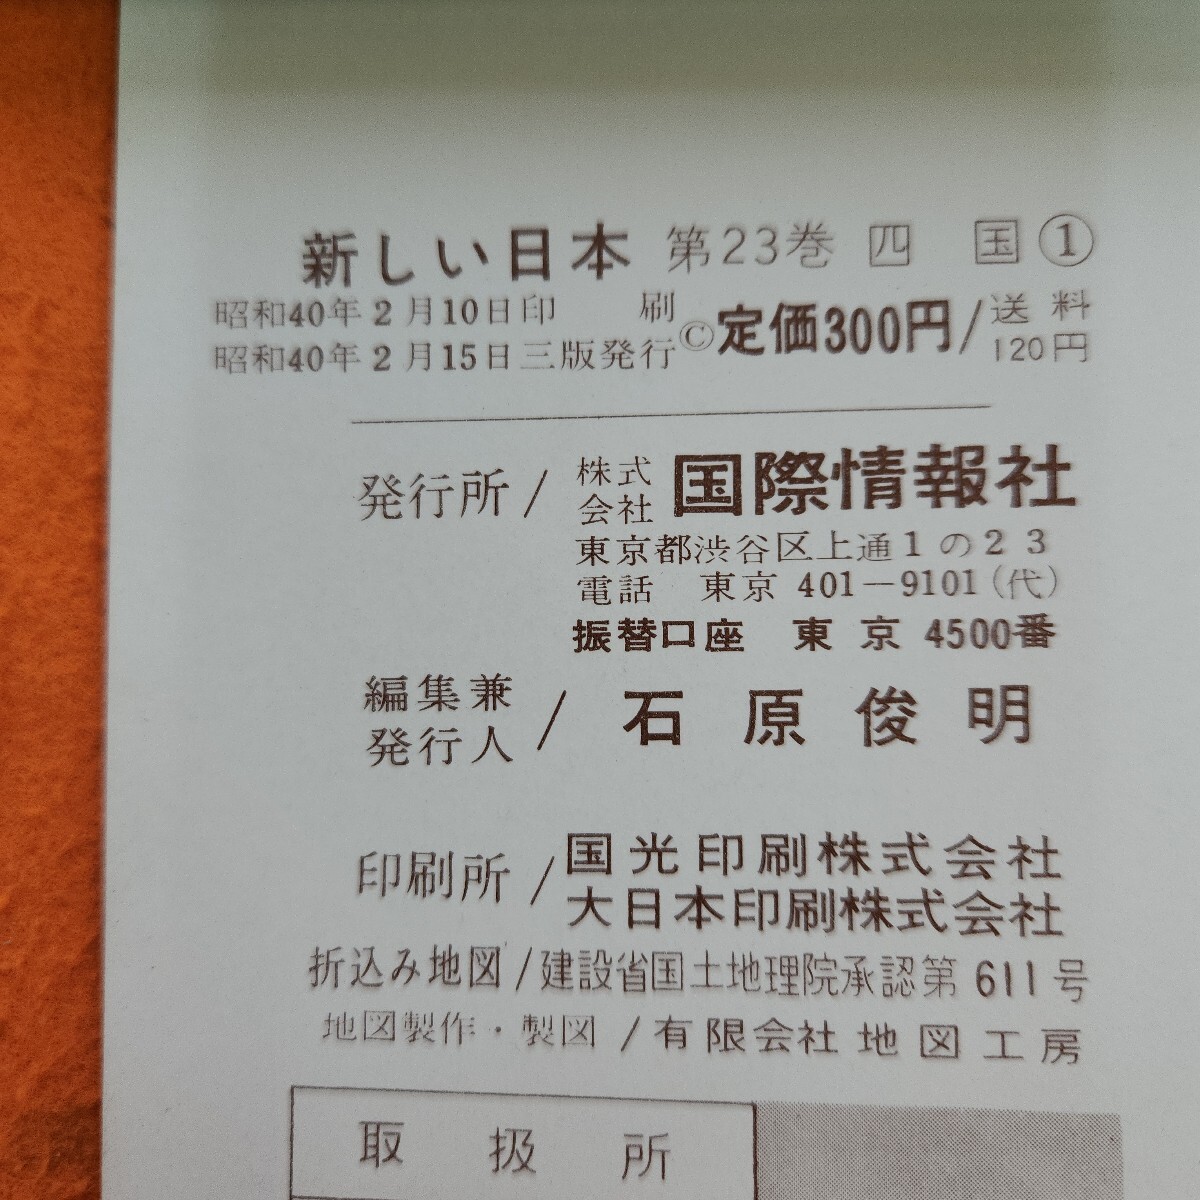 新しい日本 第23巻 四 国①
昭和40年2月10日印 刷
昭和40年2月15日三版発行
©定価300円/送料120円
発行所/株式会社 国際情報社
東京都渋谷区上通1の23
電話 東京 401-9101(代)
振替口座 東京 4500番
編集兼発行人/石原俊明
印刷所/国光印刷株式会社
大日本印刷株式会社
折込み地図/建設省国土地理院承認第611号
地図製作・製図/有限会社地図工房
取扱所